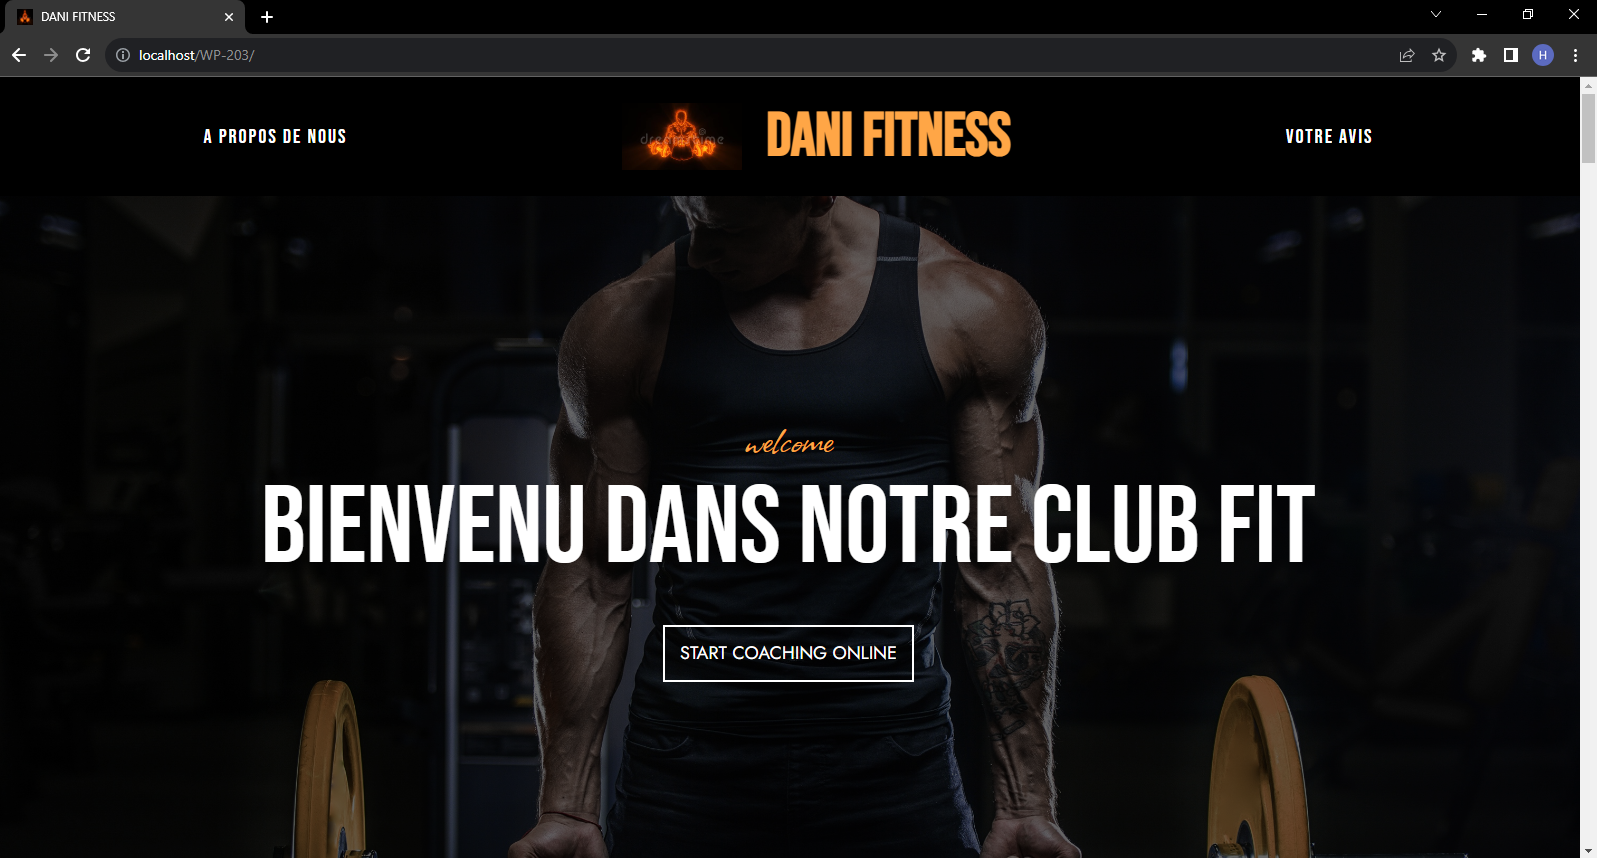 DANI FITNESS
localhost/WP-203/
H
A PROPOS DE NOUS
dreamstime
DANI FITNESS
VOTRE AVIS
welcome
BIENVENU DANS NOTRE CLUB FIT
START COACHING ONLINE